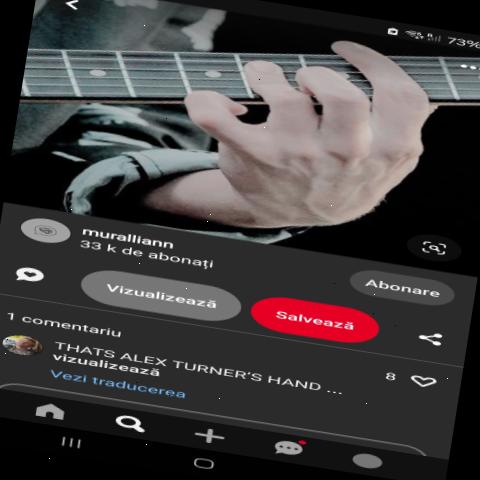 73%
muralliann
33 k de abonați
Abonare
Vizualizează
Salvează
1 comentariu
THATS ALEX TURNER'S HAND ...
8
vizualizează
Vezi traducerea